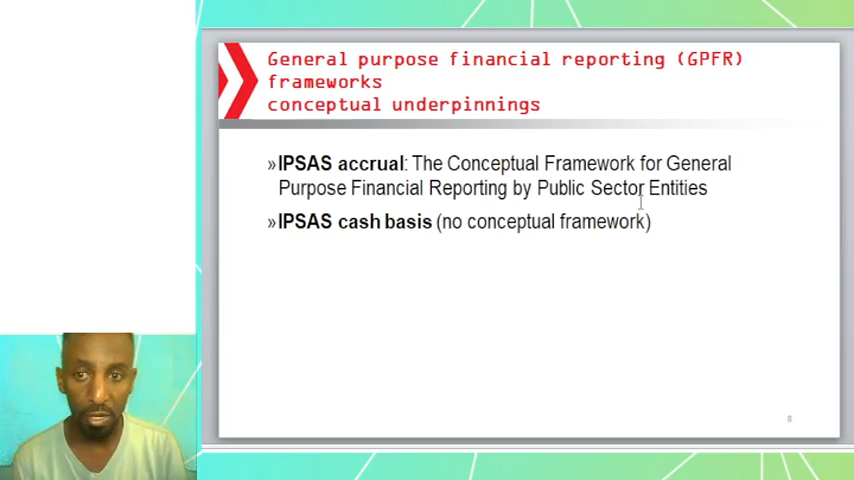 General purpose financial reporting (GPFR)
frameworks
conceptual underpinnings
»IPSAS accrual: The Conceptual Framework for General
Purpose Financial Reporting by Public Sector Entities
»IPSAS cash basis (no conceptual framework)
8